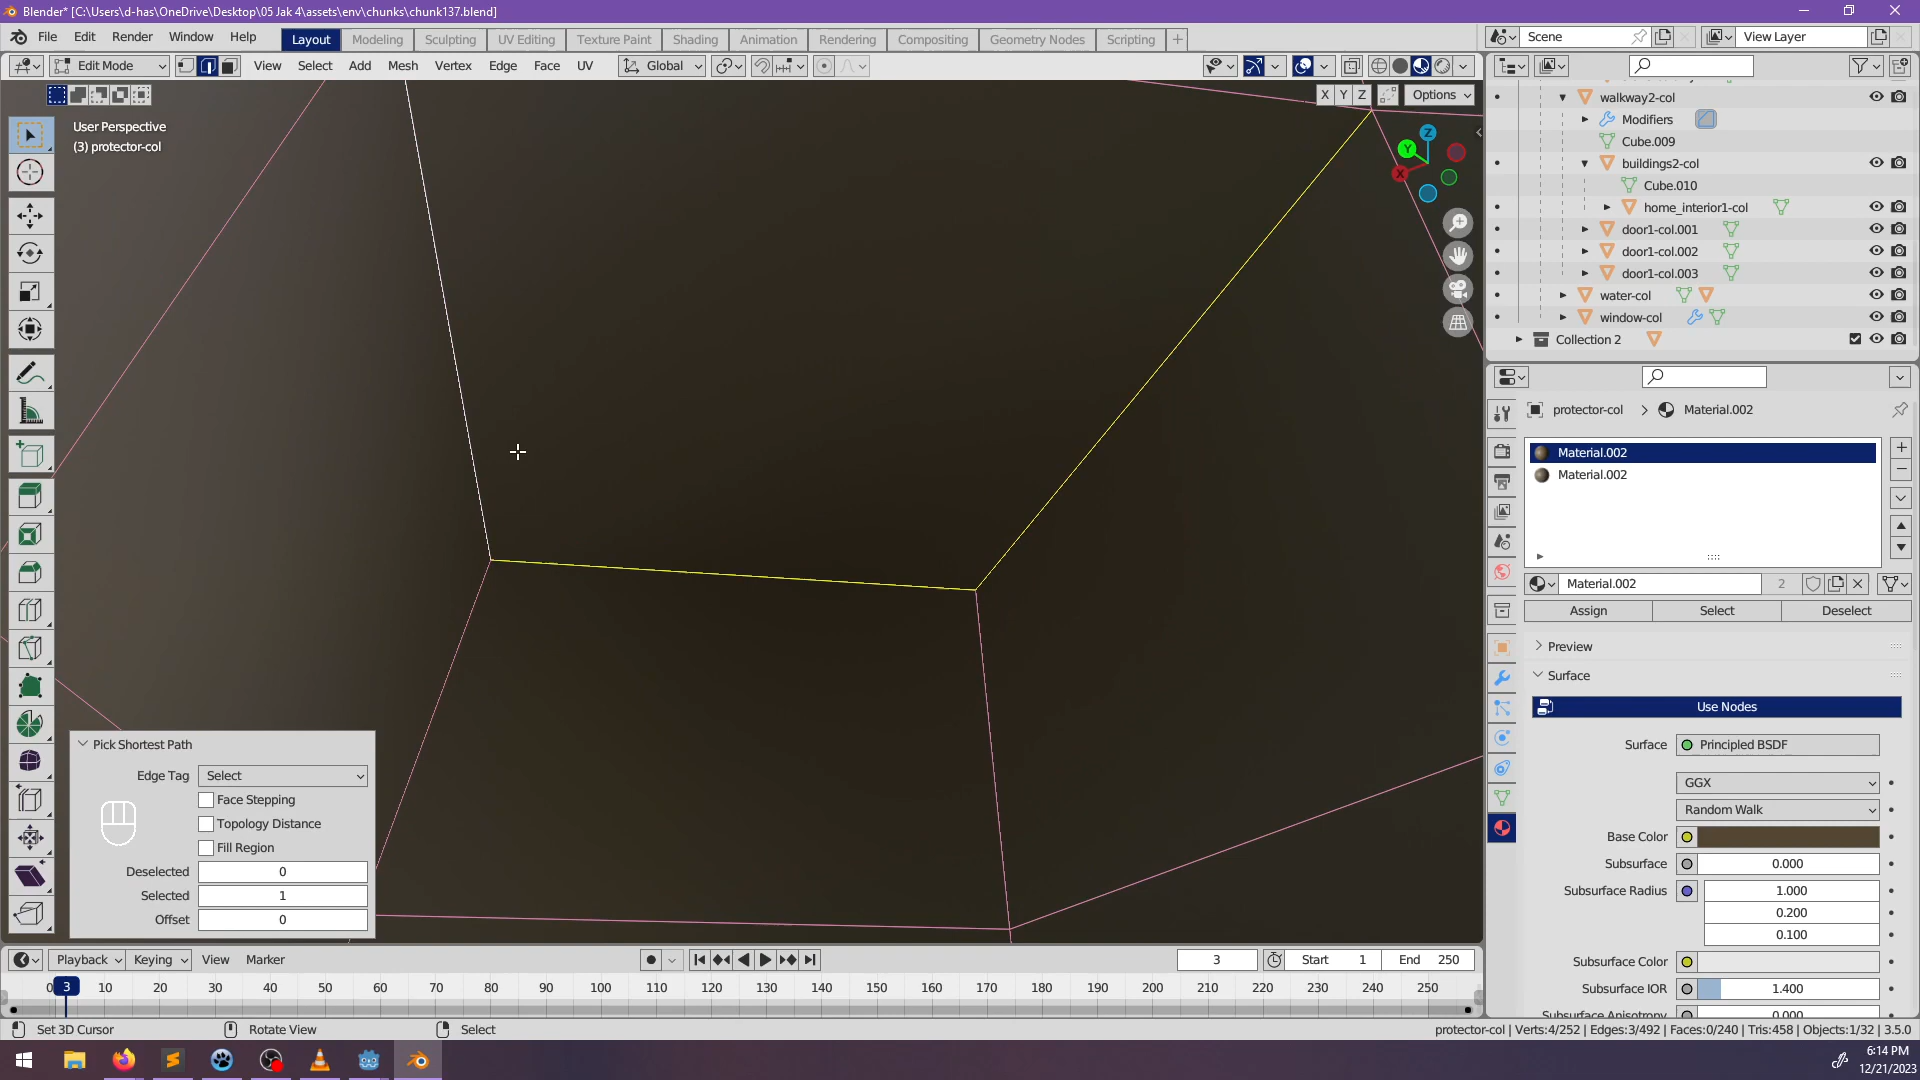 Blender* [C:\Users\d-has\OneDrive\Desktop\05 Jak 4\assets\env\chunks\chunk137.blend]
File Edit Render Window Help Layout Modeling Sculpting UV Editing Texture Paint Shading Animation Rendering Compositing Geometry Nodes Scripting + Scene View Layer
Edit Mode View Select Add Mesh Vertex Edge Face UV Global
X Y Z Options
User Perspective
(3) protector-col
Z
Y
X
walkway2-col
Modifiers
Cube.009
buildings2-col
Cube.010
home_interior1-col
door1-col.001
door1-col.002
door1-col.003
water-col
window-col
Collection 2
protector-col > Material.002
Material.002
Material.002
Material.002 2
Assign Select Deselect
Preview
Surface
Use Nodes
Surface Principled BSDF
GGX
Random Walk
Base Color
Subsurface 0.000
Subsurface Radius 1.000
0.200
0.100
Subsurface Color
Subsurface IOR 1.400
Subsurface Anisotropy 0.000
Pick Shortest Path
Edge Tag Select
Face Stepping
Topology Distance
Fill Region
Deselected 0
Selected 1
Offset 0
Playback Keying View Marker 3 Start 1 End 250
0 3 10 20 30 40 50 60 70 80 90 100 110 120 130 140 150 160 170 180 190 200 210 220 230 240 250
Set 3D Cursor Rotate View Select protector-col | Verts:4/252 | Edges:3/492 | Faces:0/240 | Tris:458 | Objects:1/32 | 3.5.0
6:14 PM
12/21/2023